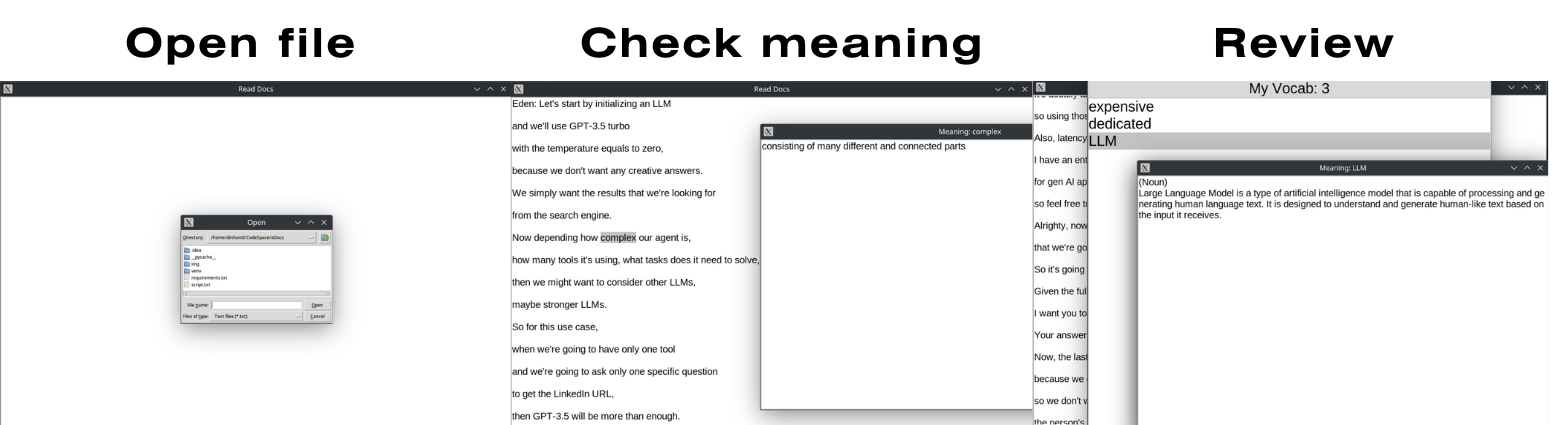 Open file
Check meaning
Review
Read Docs
Open
Directory: /home/dinhanit/CodeSpace/aDocs
.idea
__pycache__
img
venv
requirements.txt
script.txt
File name:
Open
Files of type: Text files (*.txt)
Cancel
Read Docs
Eden: Let's start by initializing an LLM
and we'll use GPT-3.5 turbo
with the temperature equals to zero,
because we don't want any creative answers.
We simply want the results that we're looking for
from the search engine.
Now depending how complex our agent is,
how many tools it's using, what tasks does it need to solve,
then we might want to consider other LLMs,
maybe stronger LLMs.
So for this use case,
when we're going to have only one tool
and we're going to ask only one specific question
to get the LinkedIn URL,
then GPT-3.5 will be more than enough.
Meaning: complex
consisting of many different and connected parts
so using thos
Also, latency
I have an ent
for gen AI ap
so feel free t
Alrighty, now
that we're go
So it's going
Given the ful
I want you to
Your answer
Now, the last
because we
so we don't w
the person's
My Vocab: 3
expensive
dedicated
LLM
Meaning: LLM
(Noun)
Large Language Model is a type of artificial intelligence model that is capable of processing and ge
nerating human language text. It is designed to understand and generate human-like text based on
the input it receives.